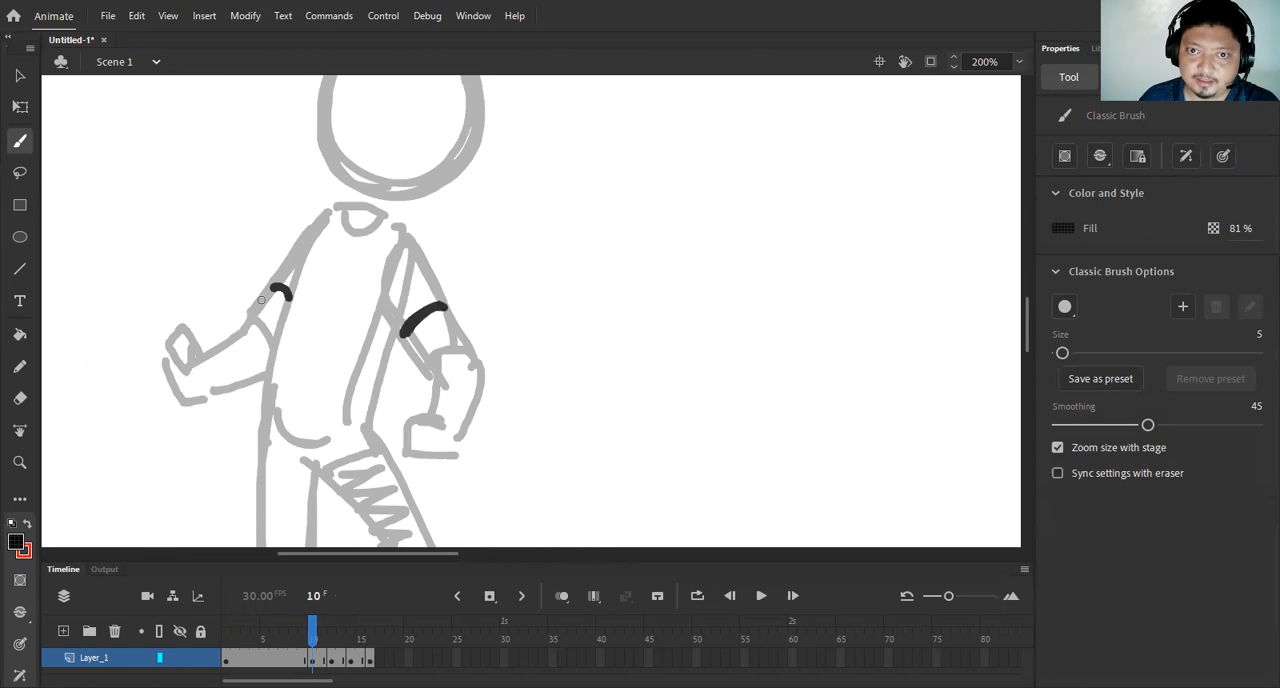 Animate File Edit View Insert Modify Text Commands Control Debug Window Help
Untitled-1* ×
Scene 1 200%
Properties
Tool
Classic Brush
Color and Style
Fill 81 %
Classic Brush Options
Size 5
Save as preset Remove preset
Smoothing 45
Zoom size with stage
Sync settings with eraser
Timeline Output
30.00 FPS 10 F
1s 2s
5 15 20 25 30 35 40 45 50 55 60 65 70 75 80
Layer_1